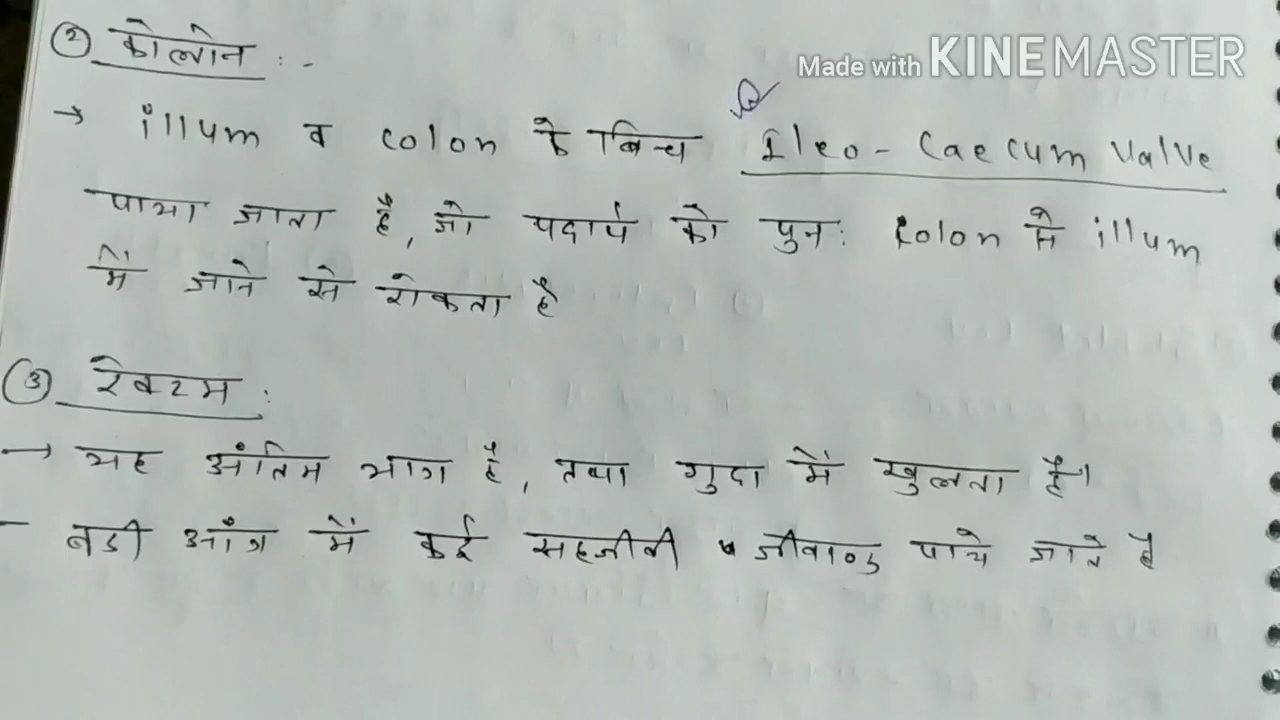 Made with KINEMASTER
② कोलोन :-
→ illum व colon के बिच Ileo - Caecum Valve
पाया जाता है, जो पदार्थ को पुनः colon से illum
में जाने से रोकता है
③ रेक्टम :
→ यह अंतिम भाग है, तथा गुदा में खुलता है।
- बडी आंत्र में कई सहजीवी जीवाणु पाये जाते है